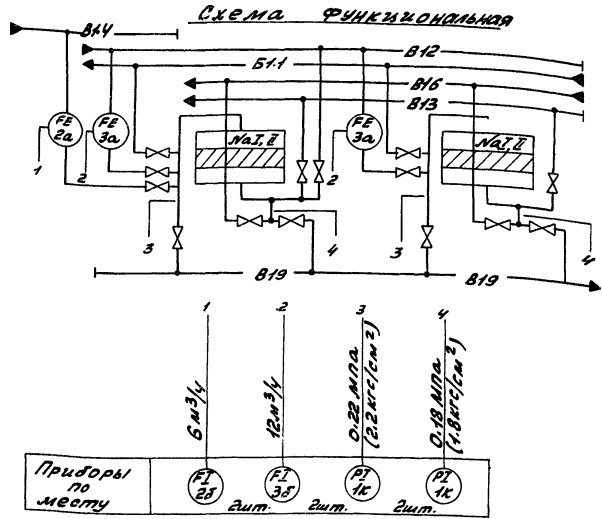 Схема функциональная
В1.4
В12
Б1.1
В16
В13
FE
2а
FE
3а
NaI,II
FE
3а
NaI,II
1
2
3
4
2
3
4
В19
В19
1
2
3
4
6 м³/ч
12 м³/ч
0.22 мпа
(2.2 кгс/см²)
0.18 мпа
(1.8 кгс/см²)
Приборы
по
месту
FI
2б
FI
3б
PI
1к
PI
1к
2шт.
2шт.
2шт.